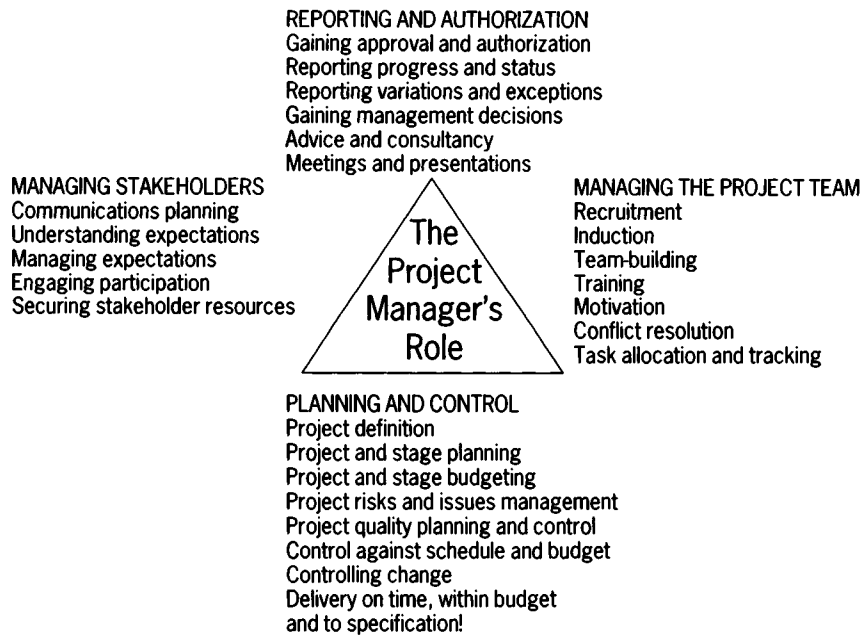 REPORTING AND AUTHORIZATION
Gaining approval and authorization
Reporting progress and status
Reporting variations and exceptions
Gaining management decisions
Advice and consultancy
Meetings and presentations
MANAGING STAKEHOLDERS
Communications planning
Understanding expectations
Managing expectations
Engaging participation
Securing stakeholder resources
The
Project
Manager's
Role
MANAGING THE PROJECT TEAM
Recruitment
Induction
Team-building
Training
Motivation
Conflict resolution
Task allocation and tracking
PLANNING AND CONTROL
Project definition
Project and stage planning
Project and stage budgeting
Project risks and issues management
Project quality planning and control
Control against schedule and budget
Controlling change
Delivery on time, within budget
and to specification!